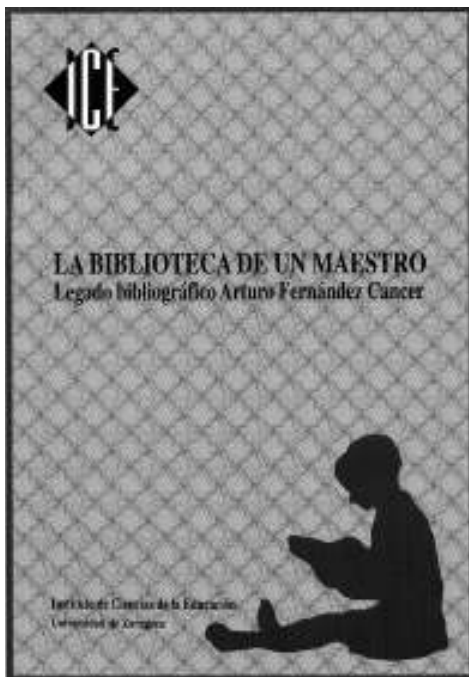 ICE
LA BIBLIOTECA DE UN MAESTRO
Legado bibliográfico Arturo Fernández Cancer
Instituto de Ciencias de la Educación
Universidad de Zaragoza